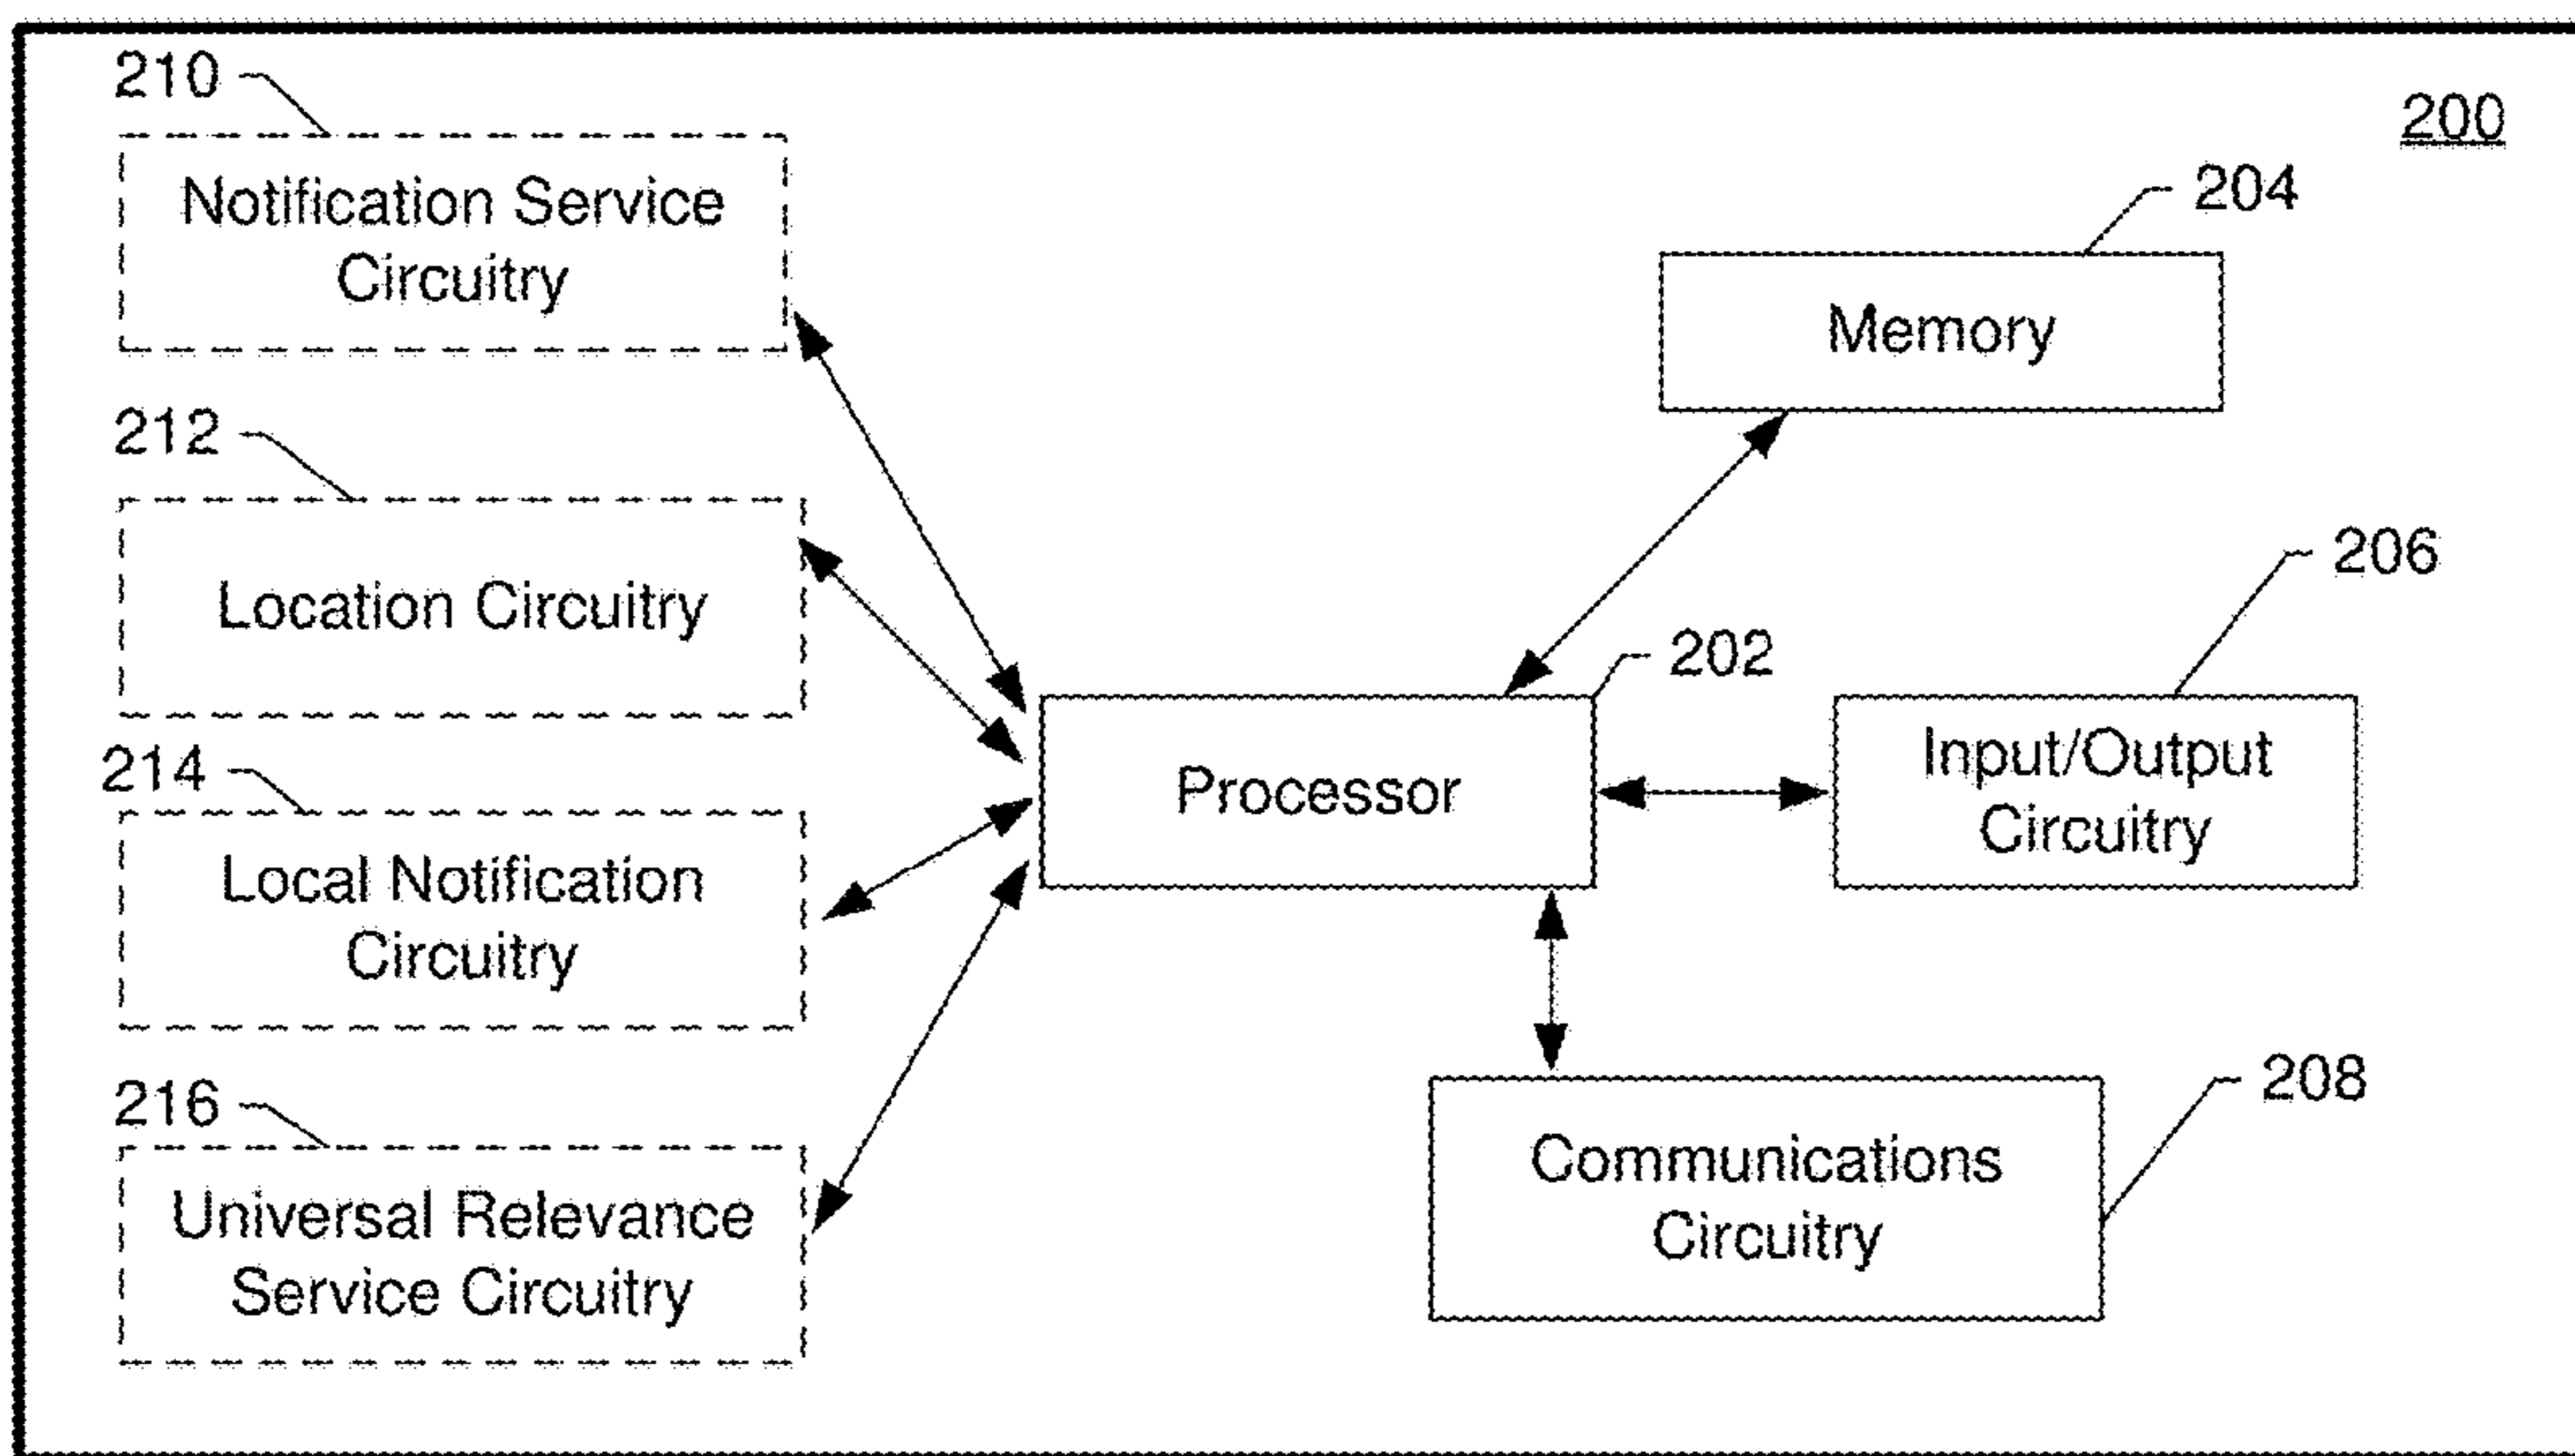 210
200
Notification Service
Circuitry
204
Memory
212
Location Circuitry
206
202
Processor
Input/Output
Circuitry
214
Local Notification
Circuitry
216
Universal Relevance
Service Circuitry
208
Communications
Circuitry